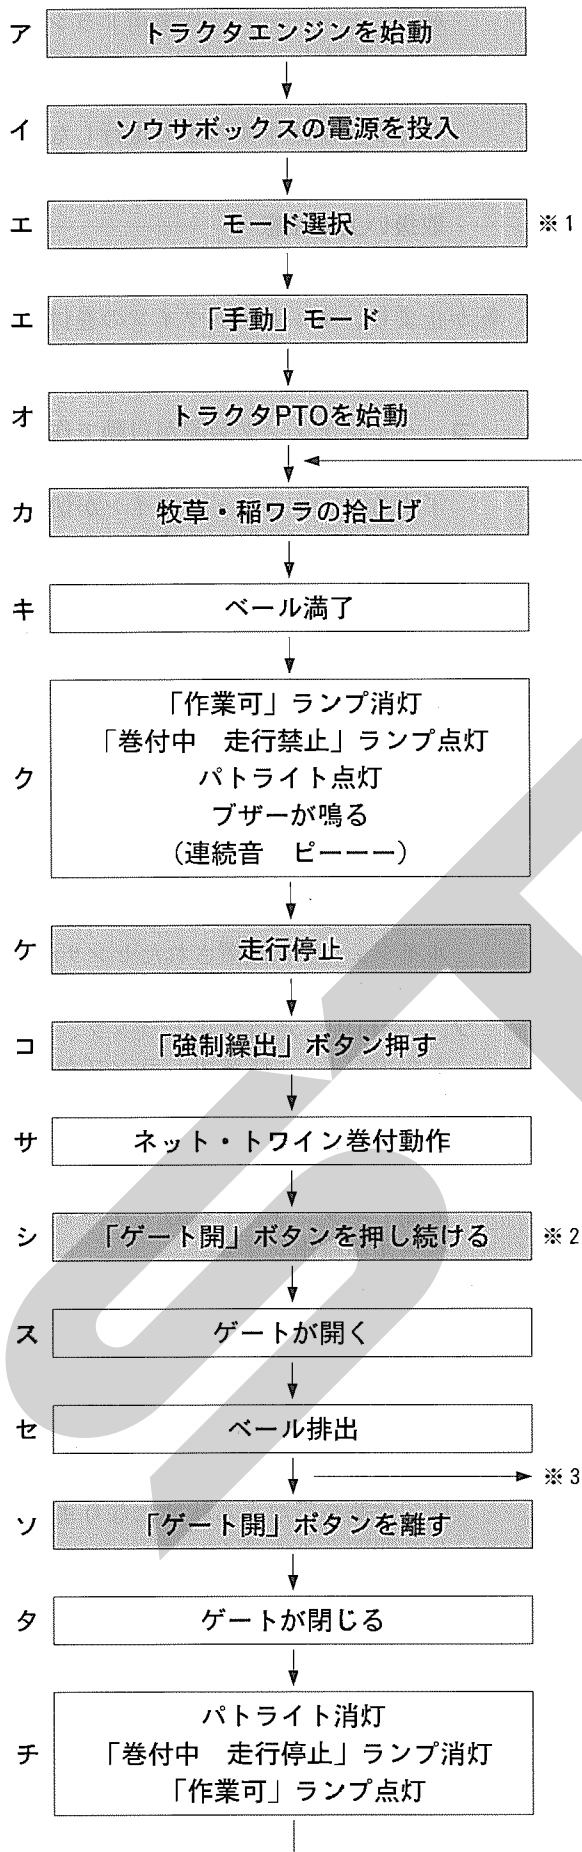 ア トラクタエンジンを始動
イ ソウサボックスの電源を投入
エ モード選択 ※1
エ 「手動」モード
オ トラクタPTOを始動
カ 牧草・稲ワラの拾上げ
キ ベール満了
「作業可」ランプ消灯
「巻付中　走行禁止」ランプ点灯
ク パトライト点灯
ブザーが鳴る
（連続音　ピーーー）
ケ 走行停止
コ 「強制繰出」ボタン押す
サ ネット・トワイン巻付動作
シ 「ゲート開」ボタンを押し続ける ※2
ス ゲートが開く
セ ベール排出
※3
ソ 「ゲート開」ボタンを離す
タ ゲートが閉じる
パトライト消灯
チ 「巻付中　走行停止」ランプ消灯
「作業可」ランプ点灯